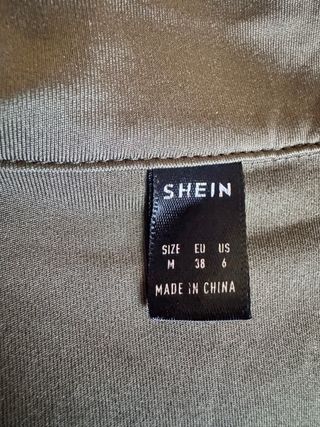 SHEIN
SIZE EU US
M 38 6
MADE IN CHINA